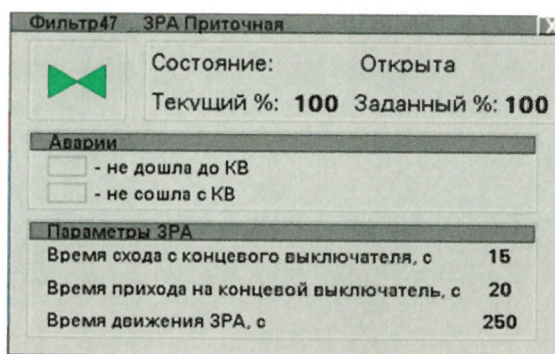 Фильтр47 ЗРА Приточная X
Состояние: Открыта
Текущий %: 100 Заданный %: 100
Аварии
- не дошла до КВ
- не сошла с КВ
Параметры ЗРА
Время схода с концевого выключателя, с 15
Время прихода на концевой выключатель, с 20
Время движения ЗРА, с 250